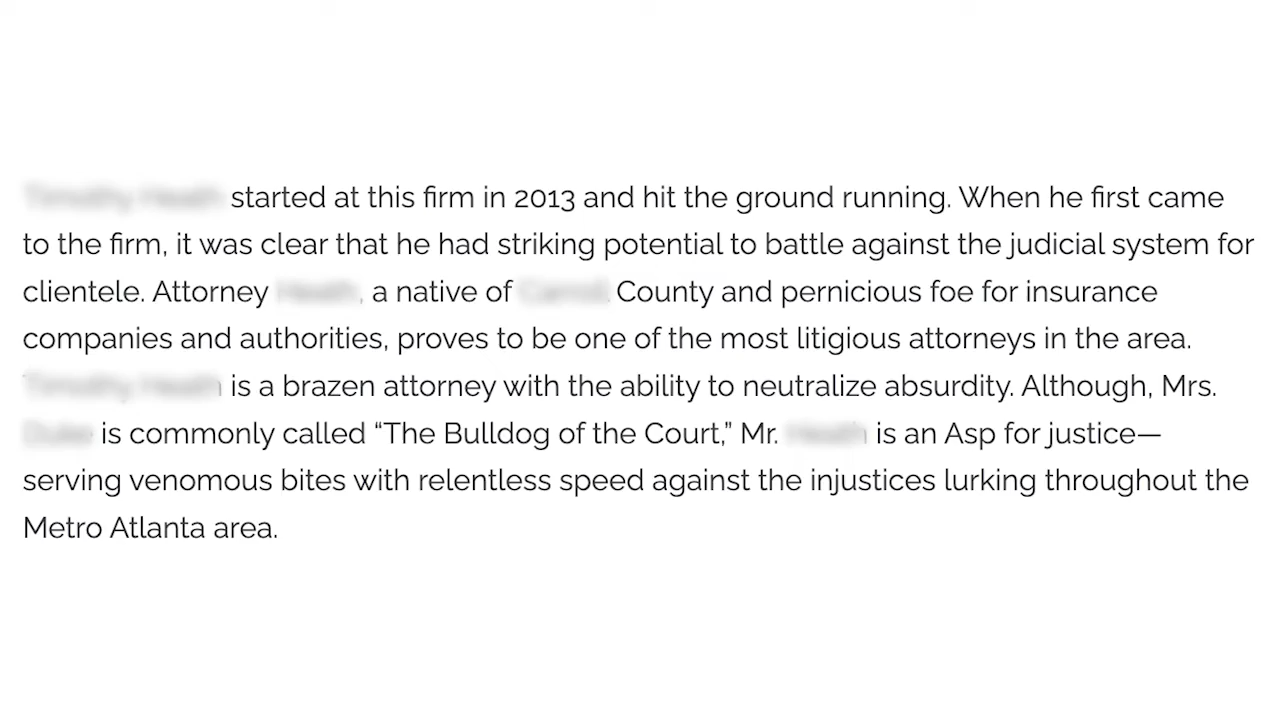 started at this firm in 2013 and hit the ground running. When he first came
to the firm, it was clear that he had striking potential to battle against the judicial system for
clientele. Attorney , a native of County and pernicious foe for insurance
companies and authorities, proves to be one of the most litigious attorneys in the area.
is a brazen attorney with the ability to neutralize absurdity. Although, Mrs.
is commonly called “The Bulldog of the Court,” Mr. is an Asp for justice—
serving venomous bites with relentless speed against the injustices lurking throughout the
Metro Atlanta area.